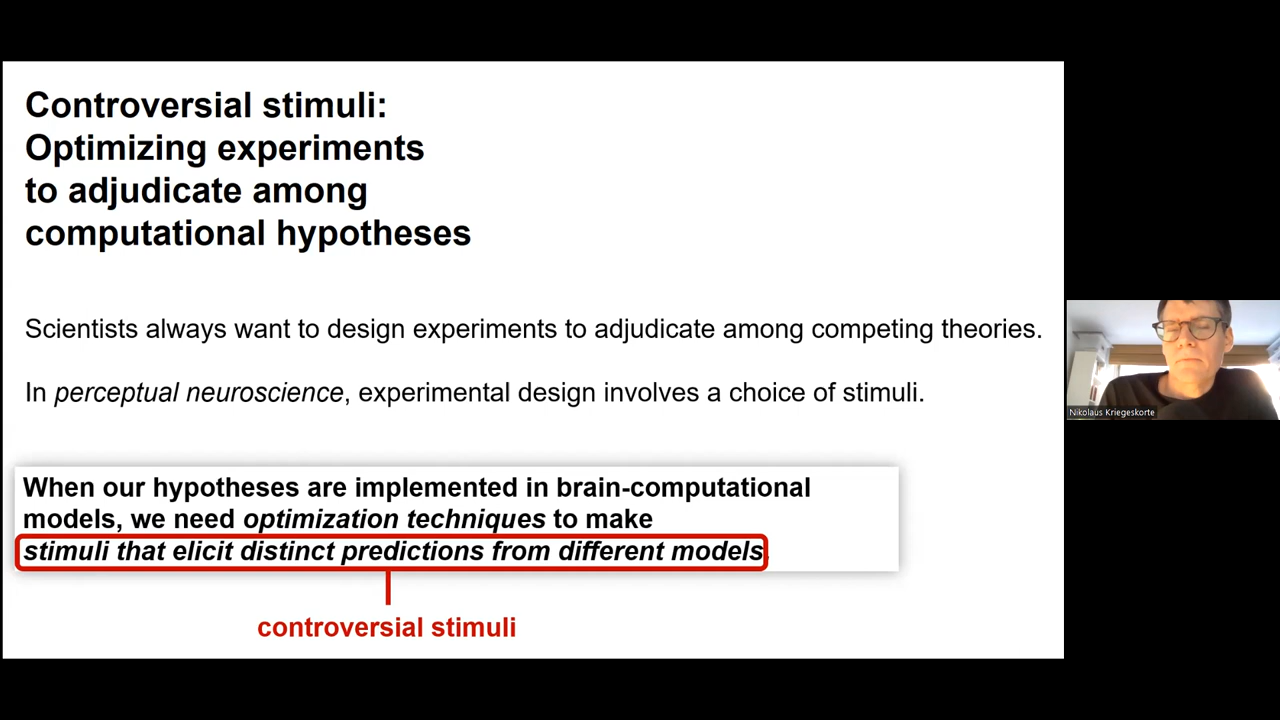 Controversial stimuli:
Optimizing experiments
to adjudicate among
computational hypotheses
Scientists always want to design experiments to adjudicate among competing theories.
In perceptual neuroscience, experimental design involves a choice of stimuli.
When our hypotheses are implemented in brain-computational
models, we need optimization techniques to make
stimuli that elicit distinct predictions from different models.
controversial stimuli
Nikolaus Kriegeskorte